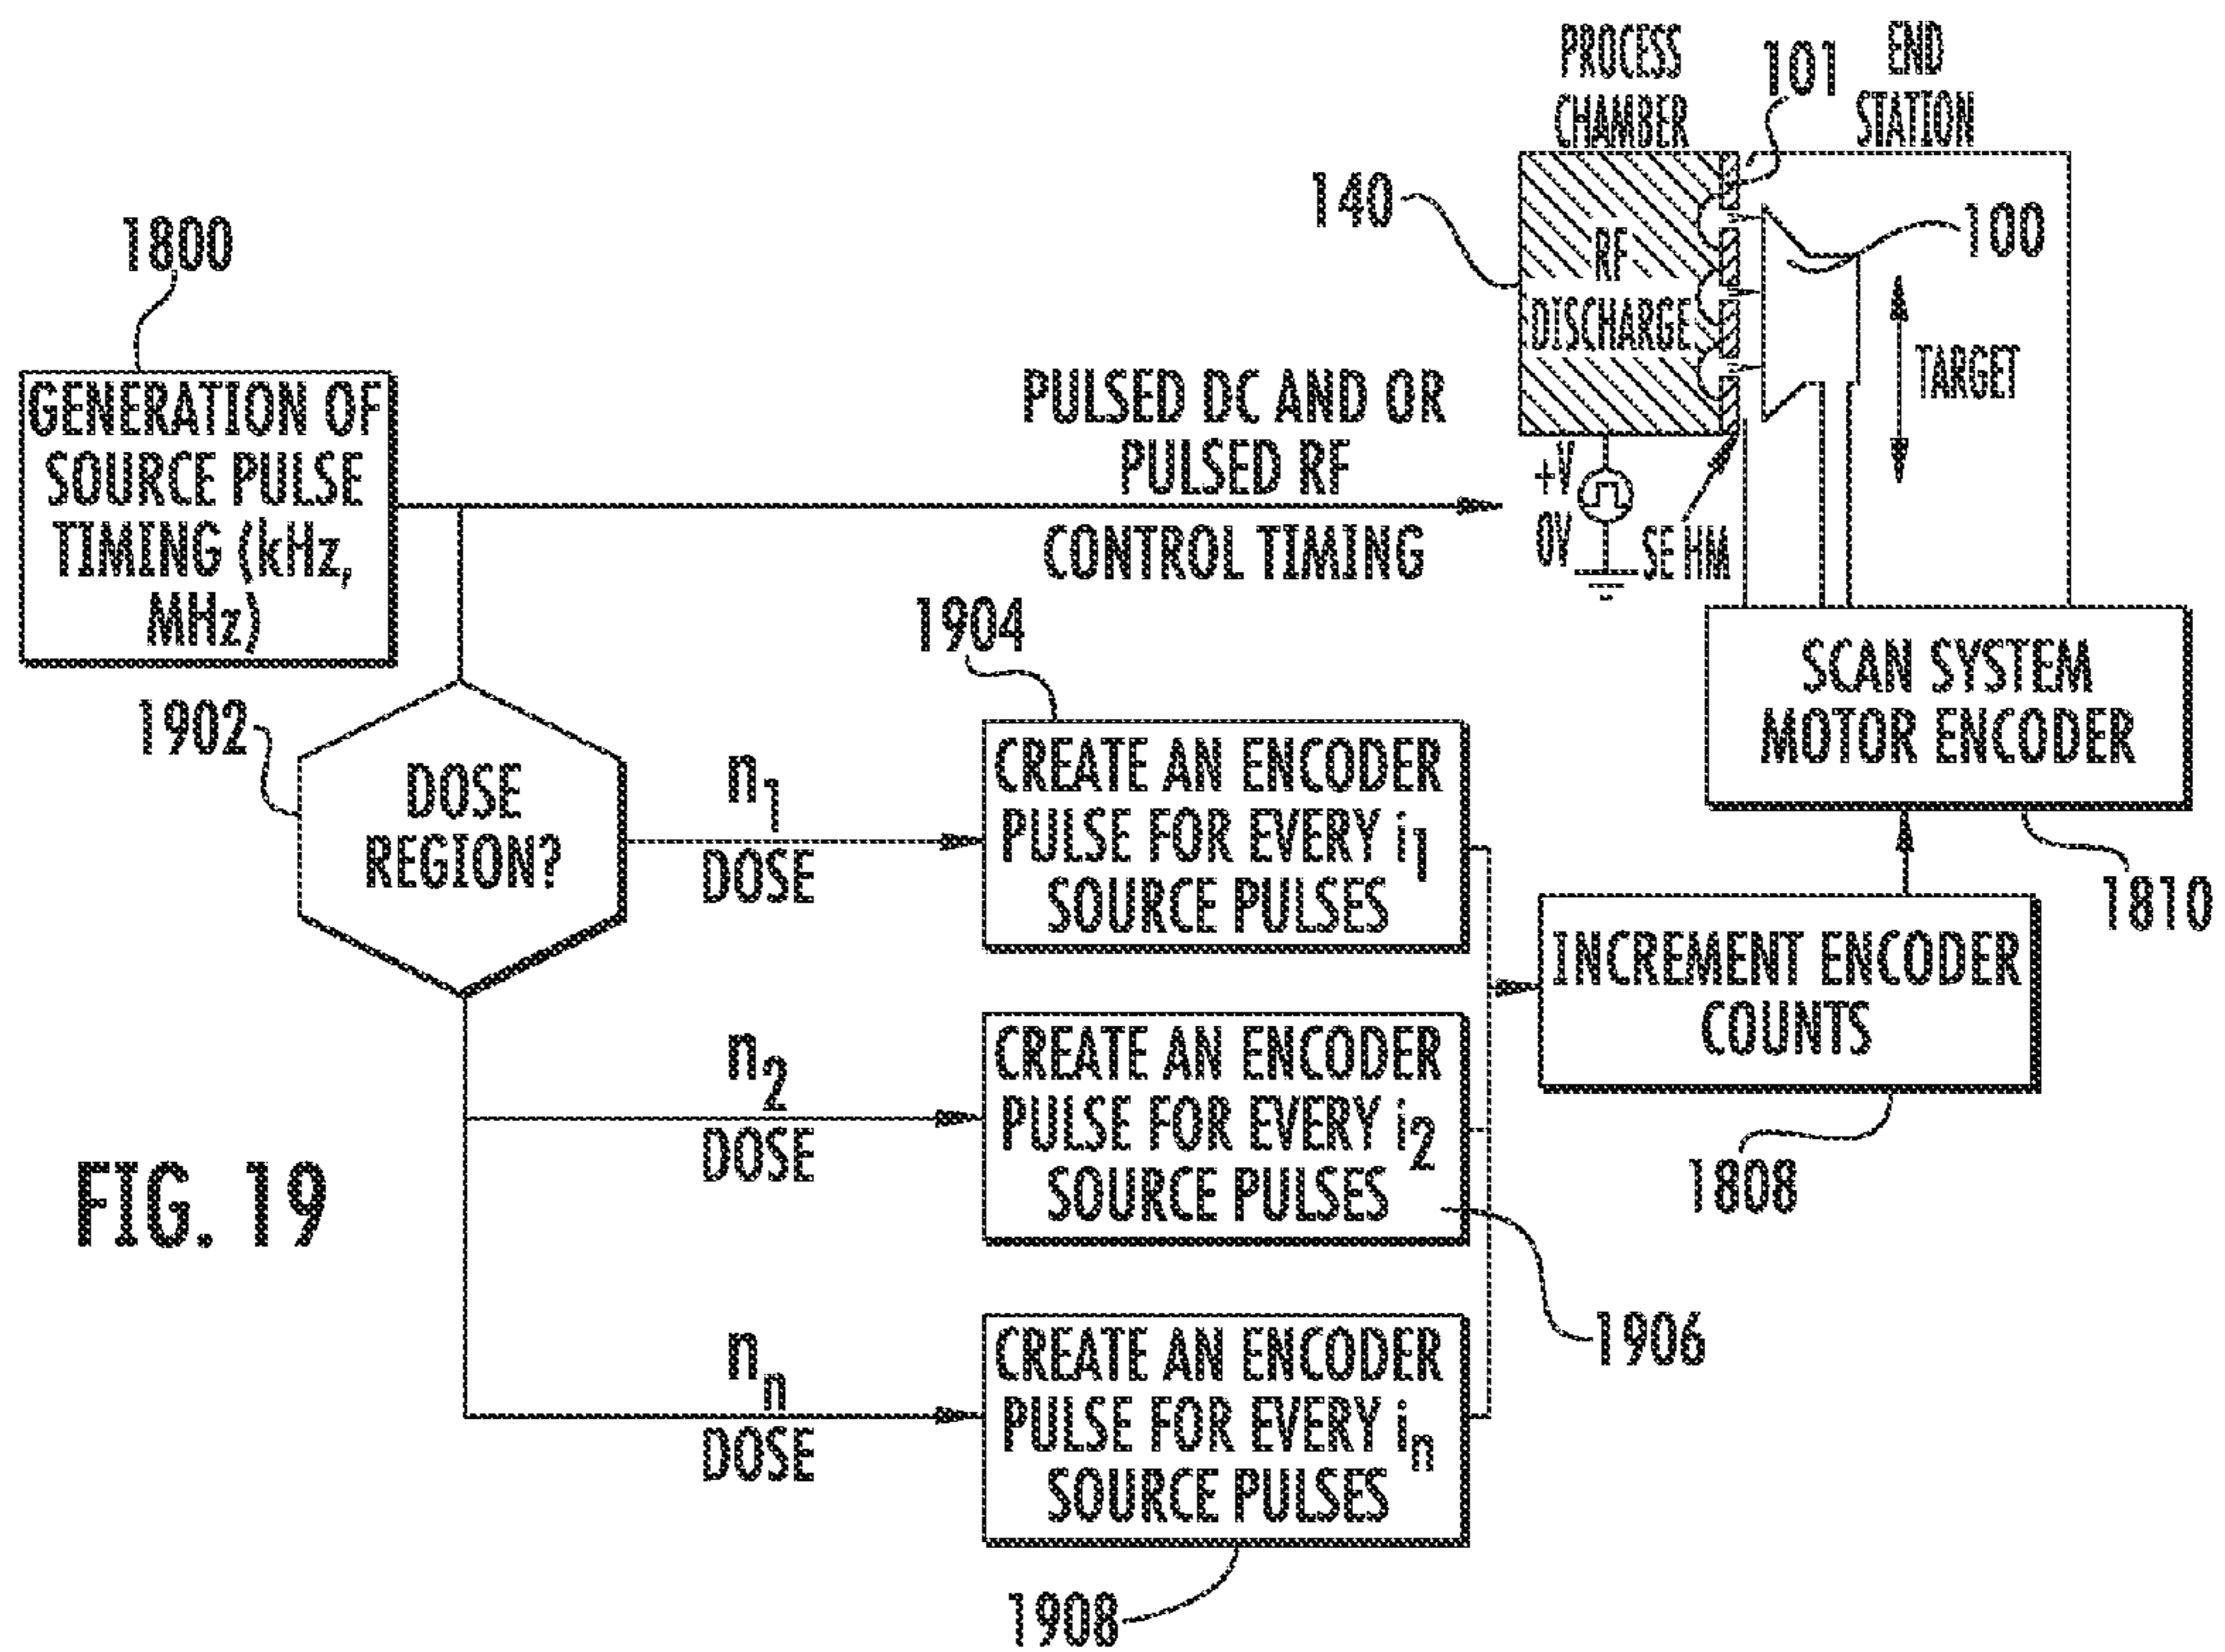 PROCESS
CHAMBER
101
END
STATION
140
100
RF
DISCHARGE
TARGET
1800
GENERATION OF
SOURCE PULSE
TIMING (kHz,
MHz)
PULSED DC AND OR
PULSED RF
CONTROL TIMING
+V
0V
SE HM
SCAN SYSTEM
MOTOR ENCODER
1810
1902
DOSE
REGION?
n1
DOSE
1904
CREATE AN ENCODER
PULSE FOR EVERY i1
SOURCE PULSES
INCREMENT ENCODER
COUNTS
1808
n2
DOSE
CREATE AN ENCODER
PULSE FOR EVERY i2
SOURCE PULSES
1906
FIG. 19
nn
DOSE
CREATE AN ENCODER
PULSE FOR EVERY in
SOURCE PULSES
1908